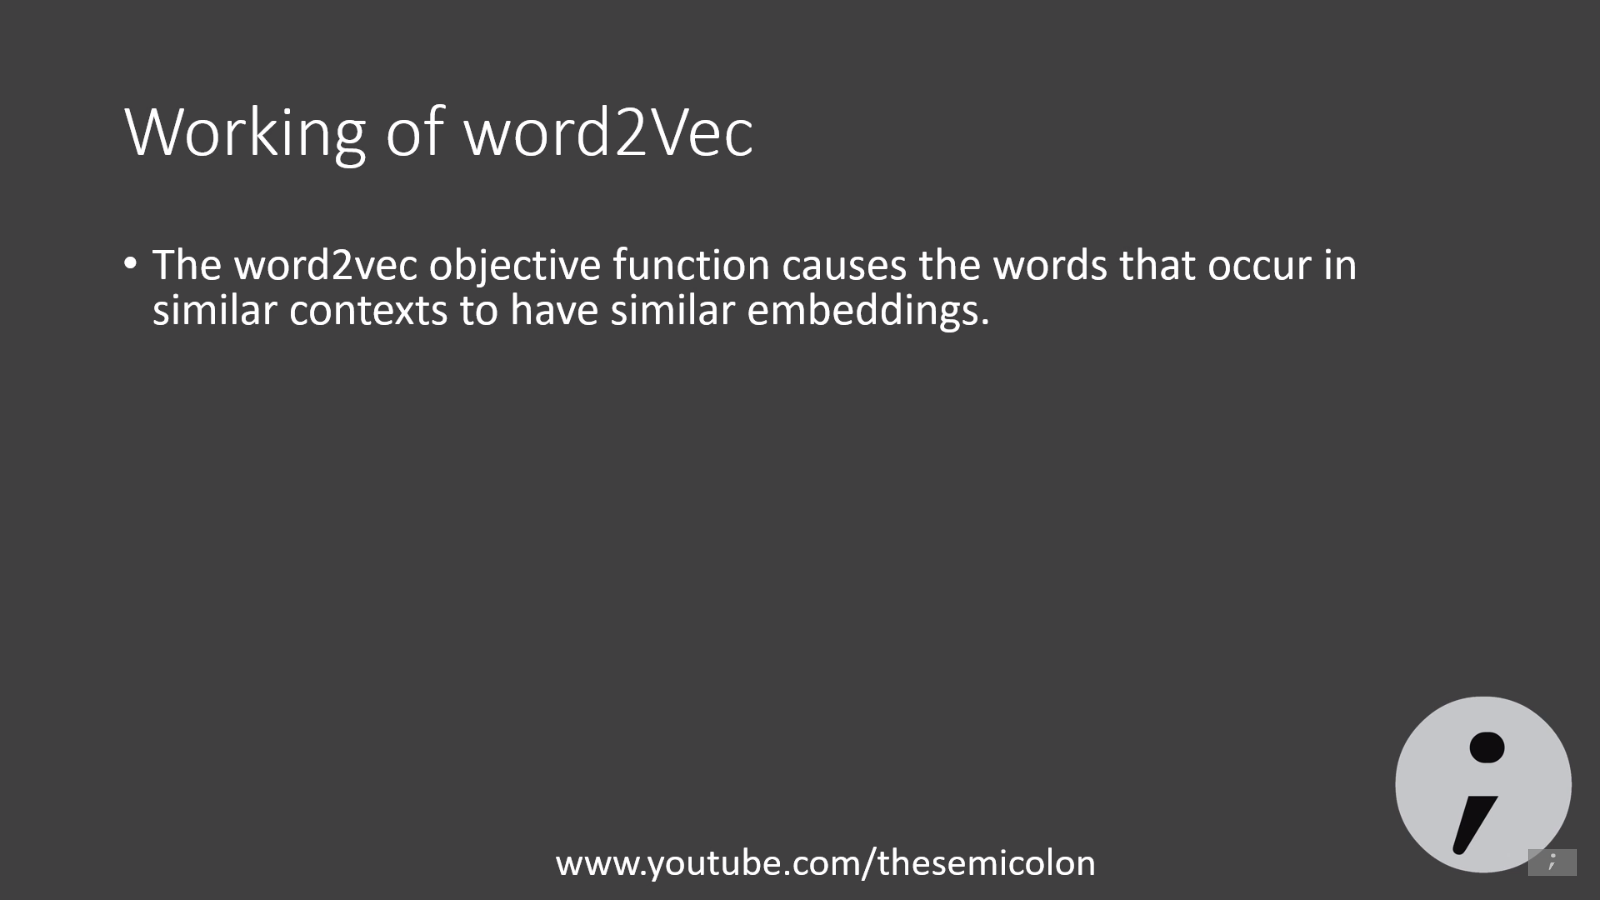 Working of word2Vec
• The word2vec objective function causes the words that occur in
similar contexts to have similar embeddings.
www.youtube.com/thesemicolon
;
;